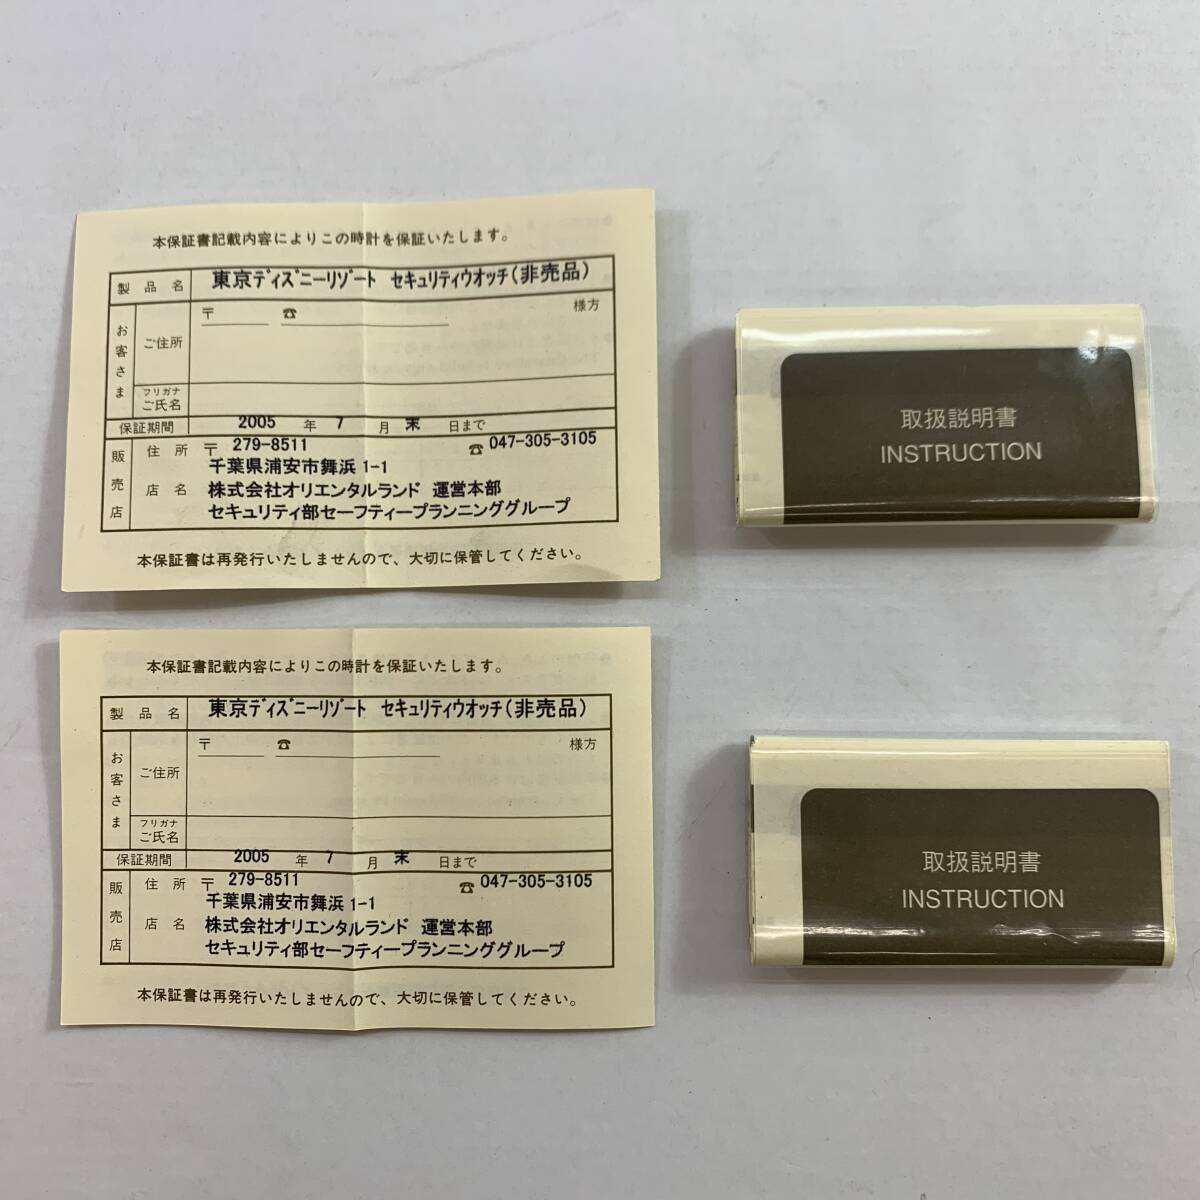 本保証書記載内容によりこの時計を保証いたします。
製品名 東京ディズニーリゾート セキュリティウオッチ(非売品)
お客さま
ご住所 〒 ☎ 様方
フリガナ
ご氏名
保証期間 2005 年 7 月 末 日まで
販売店
住所 〒 279-8511 ☎ 047-305-3105
千葉県浦安市舞浜 1-1
店名 株式会社オリエンタルランド 運営本部
セキュリティ部セーフティープランニンググループ
本保証書は再発行いたしませんので、大切に保管してください。
取扱説明書
INSTRUCTION
本保証書記載内容によりこの時計を保証いたします。
製品名 東京ディズニーリゾート セキュリティウオッチ(非売品)
お客さま
ご住所 〒 ☎ 様方
フリガナ
ご氏名
保証期間 2005 年 7 月 末 日まで
販売店
住所 〒 279-8511 ☎ 047-305-3105
千葉県浦安市舞浜 1-1
店名 株式会社オリエンタルランド 運営本部
セキュリティ部セーフティープランニンググループ
本保証書は再発行いたしませんので、大切に保管してください。
取扱説明書
INSTRUCTION